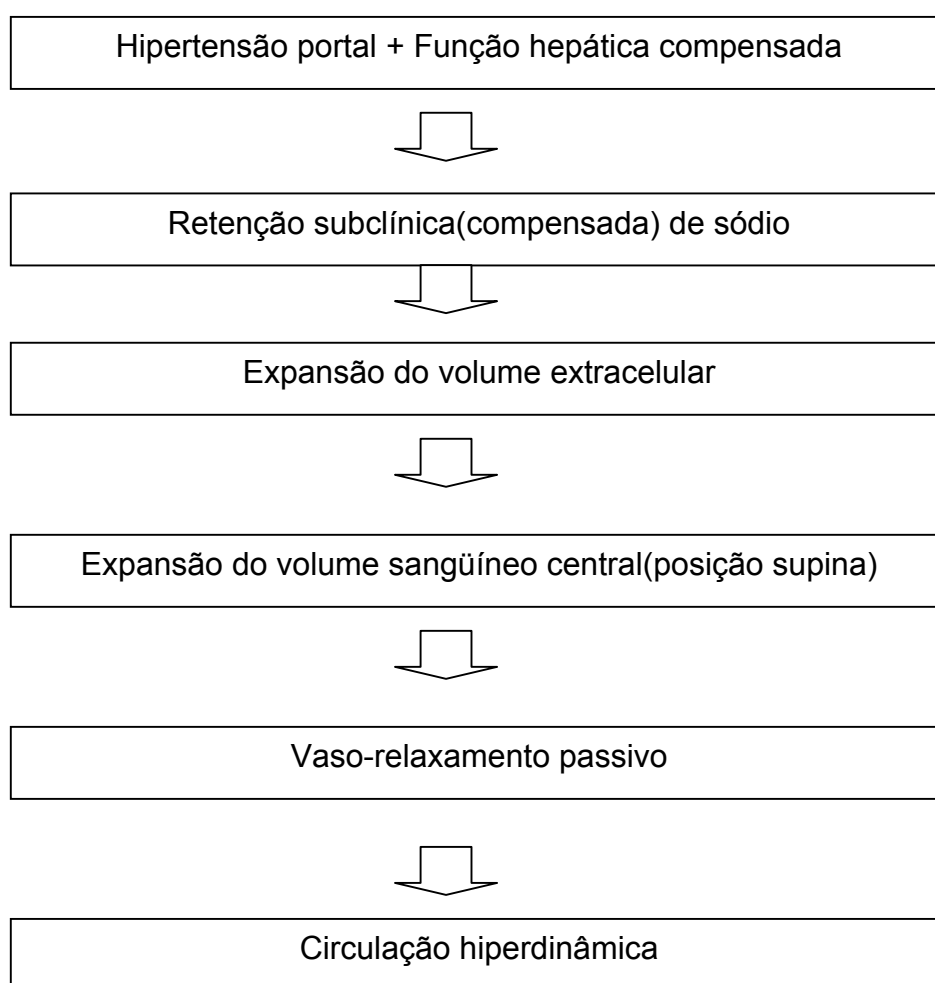 Hipertensão portal + Função hepática compensada
Retenção subclínica(compensada) de sódio
Expansão do volume extracelular
Expansão do volume sangüíneo central(posição supina)
Vaso-relaxamento passivo
Circulação hiperdinâmica